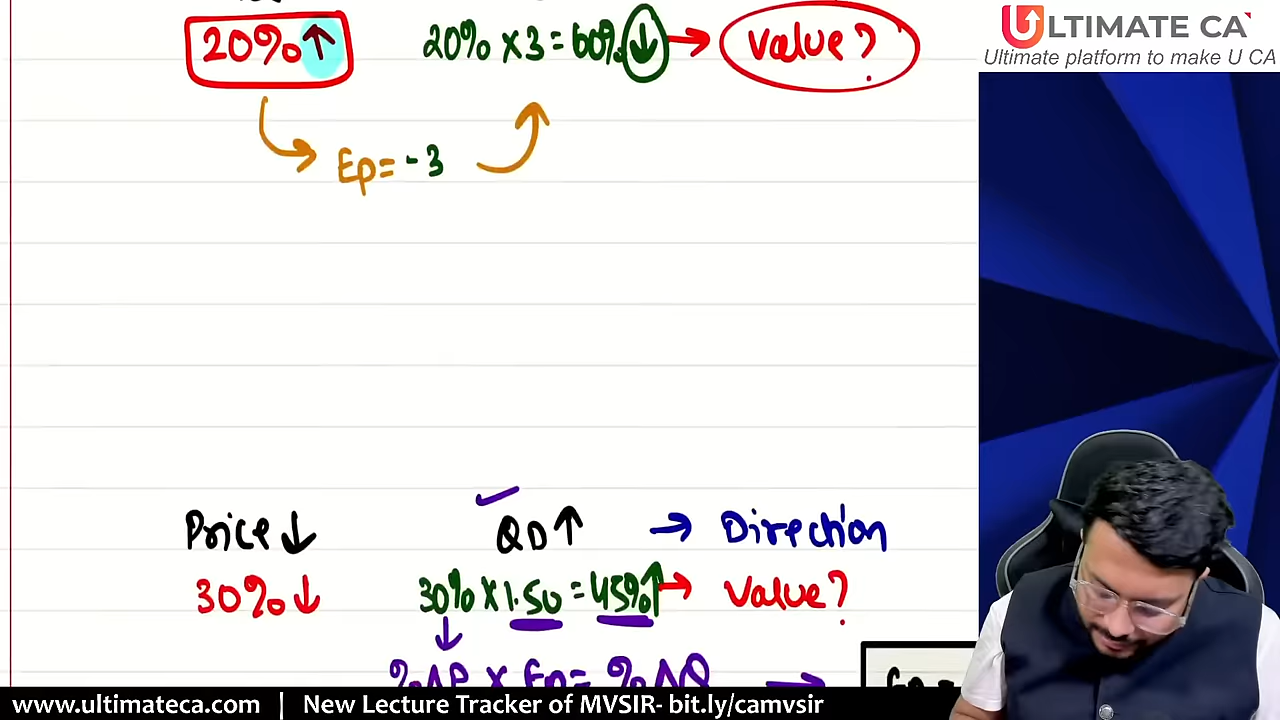 ULTIMATE CA
Ultimate platform to make U CA
20%↑ 20% × 3 = 60% ↓ → Value?
Ep = -3
Price↓ QD↑ → Direction
30%↓ 30% × 1.50 = 45%↑ → Value?
%ΔP × Ep = %ΔQ →
www.ultimateca.com | New Lecture Tracker of MVSIR- bit.ly/camvsir